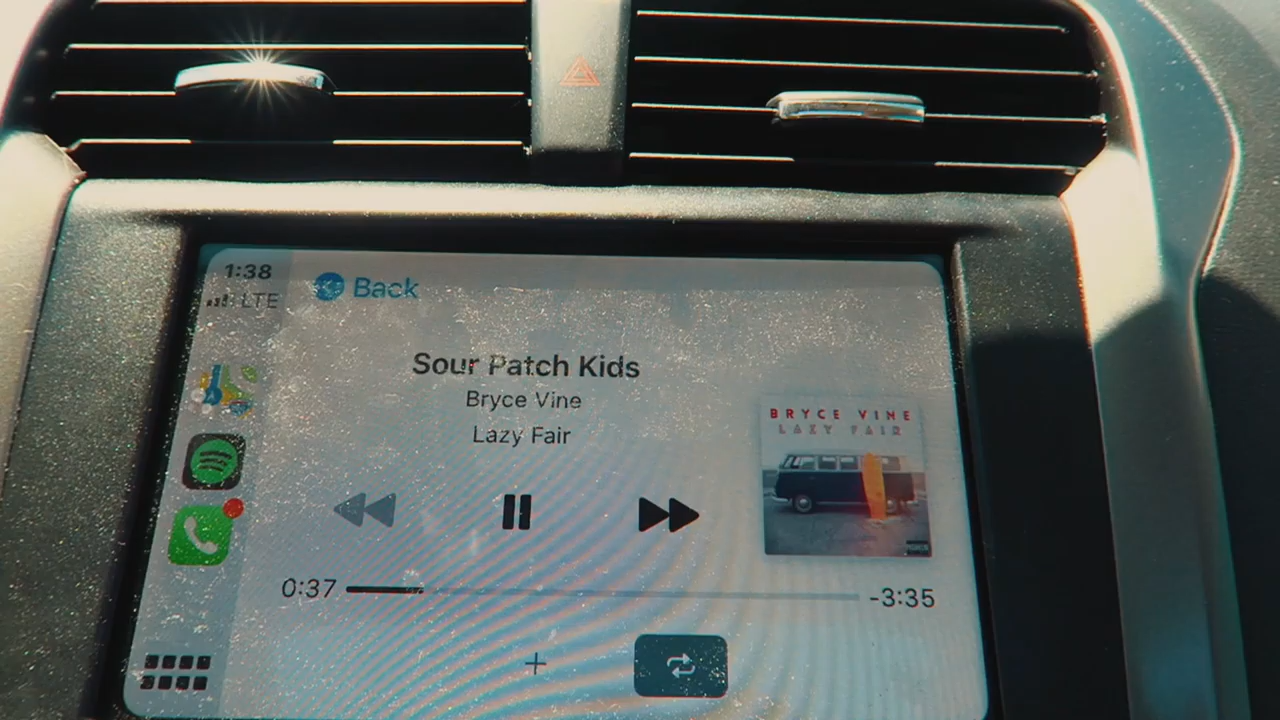 1:38
LTE
Back
Sour Patch Kids
Bryce Vine
Lazy Fair
BRYCE VINE
LAZY FAIR
0:37
-3:35